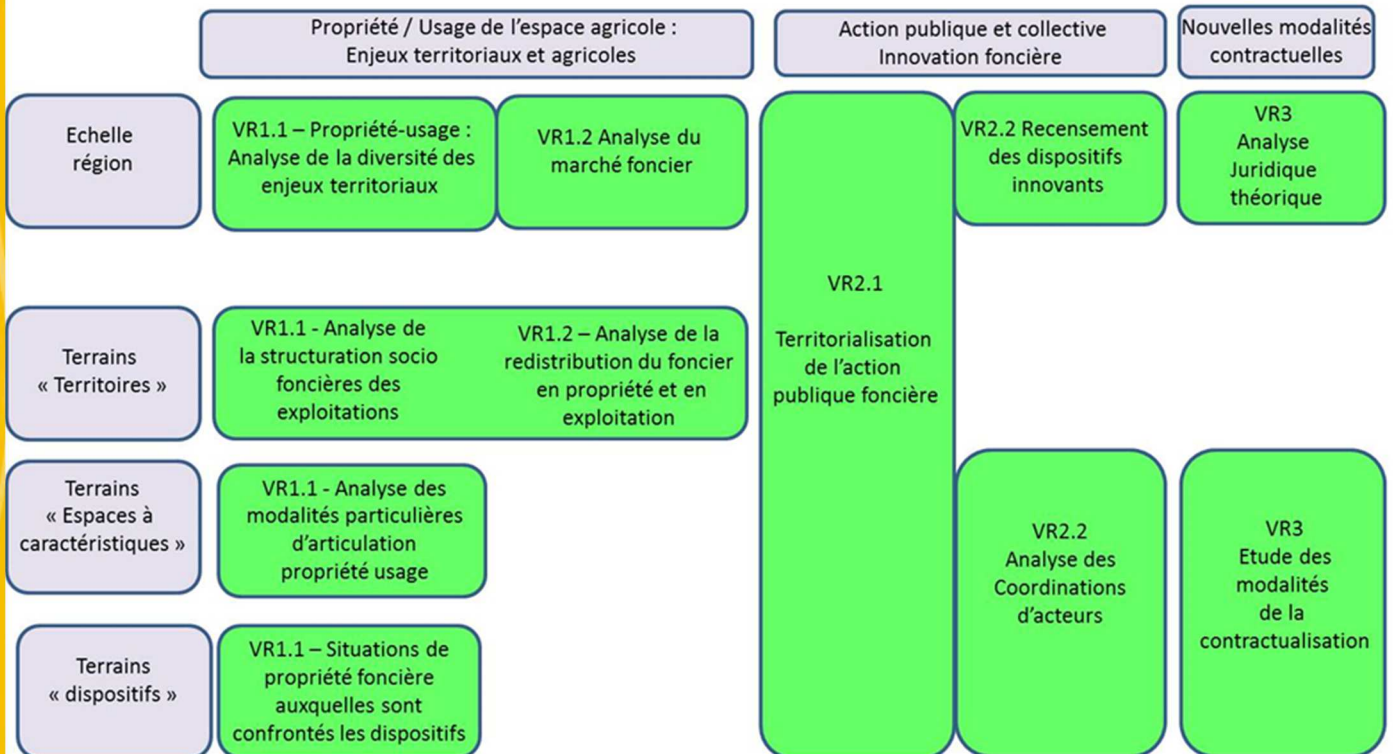 Propriété / Usage de l'espace agricole :
Enjeux territoriaux et agricoles
Action publique et collective
Innovation foncière
Nouvelles modalités
contractuelles
Echelle
région
VR1.1 – Propriété-usage :
Analyse de la diversité des
enjeux territoriaux
VR1.2 Analyse du
marché foncier
VR2.2 Recensement
des dispositifs
innovants
VR3
Analyse
Juridique
théorique
VR2.1
Territorialisation
de l'action
publique foncière
Terrains
« Territoires »
VR1.1 - Analyse de
la structuration socio
foncières des
exploitations
VR1.2 – Analyse de la
redistribution du foncier
en propriété et en
exploitation
Terrains
« Espaces à
caractéristiques »
VR1.1 - Analyse des
modalités particulières
d'articulation
propriété usage
VR2.2
Analyse des
Coordinations
d'acteurs
VR3
Etude des
modalités
de la
contractualisation
Terrains
« dispositifs »
VR1.1 – Situations de
propriété foncière
auxquelles sont
confrontés les dispositifs